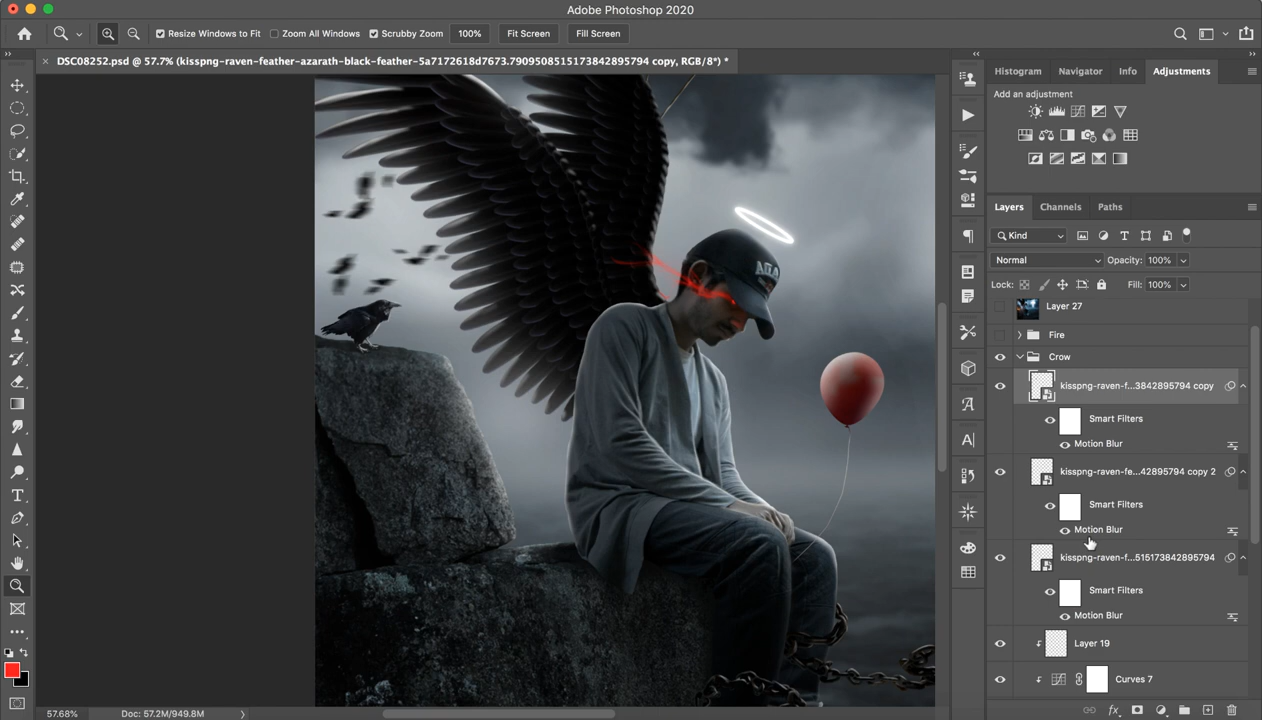 Adobe Photoshop 2020
Resize Windows to Fit Zoom All Windows Scrubby Zoom 100% Fit Screen Fill Screen
× DSC08252.psd @ 57.7% (kisspng-raven-feather-azarath-black-feather-5a7172618d7673.7909508515173842895794 copy, RGB/8*) *
Histogram Navigator Info Adjustments
Add an adjustment
Layers Channels Paths
Kind
Normal Opacity: 100%
Lock: Fill: 100%
Layer 27
Fire
Crow
kisspng-raven-f...3842895794 copy
Smart Filters
Motion Blur
kisspng-raven-fe...42895794 copy 2
Smart Filters
Motion Blur
kisspng-raven-f...515173842895794
Smart Filters
Motion Blur
Layer 19
Curves 7
57.68% Doc: 57.2M/949.8M